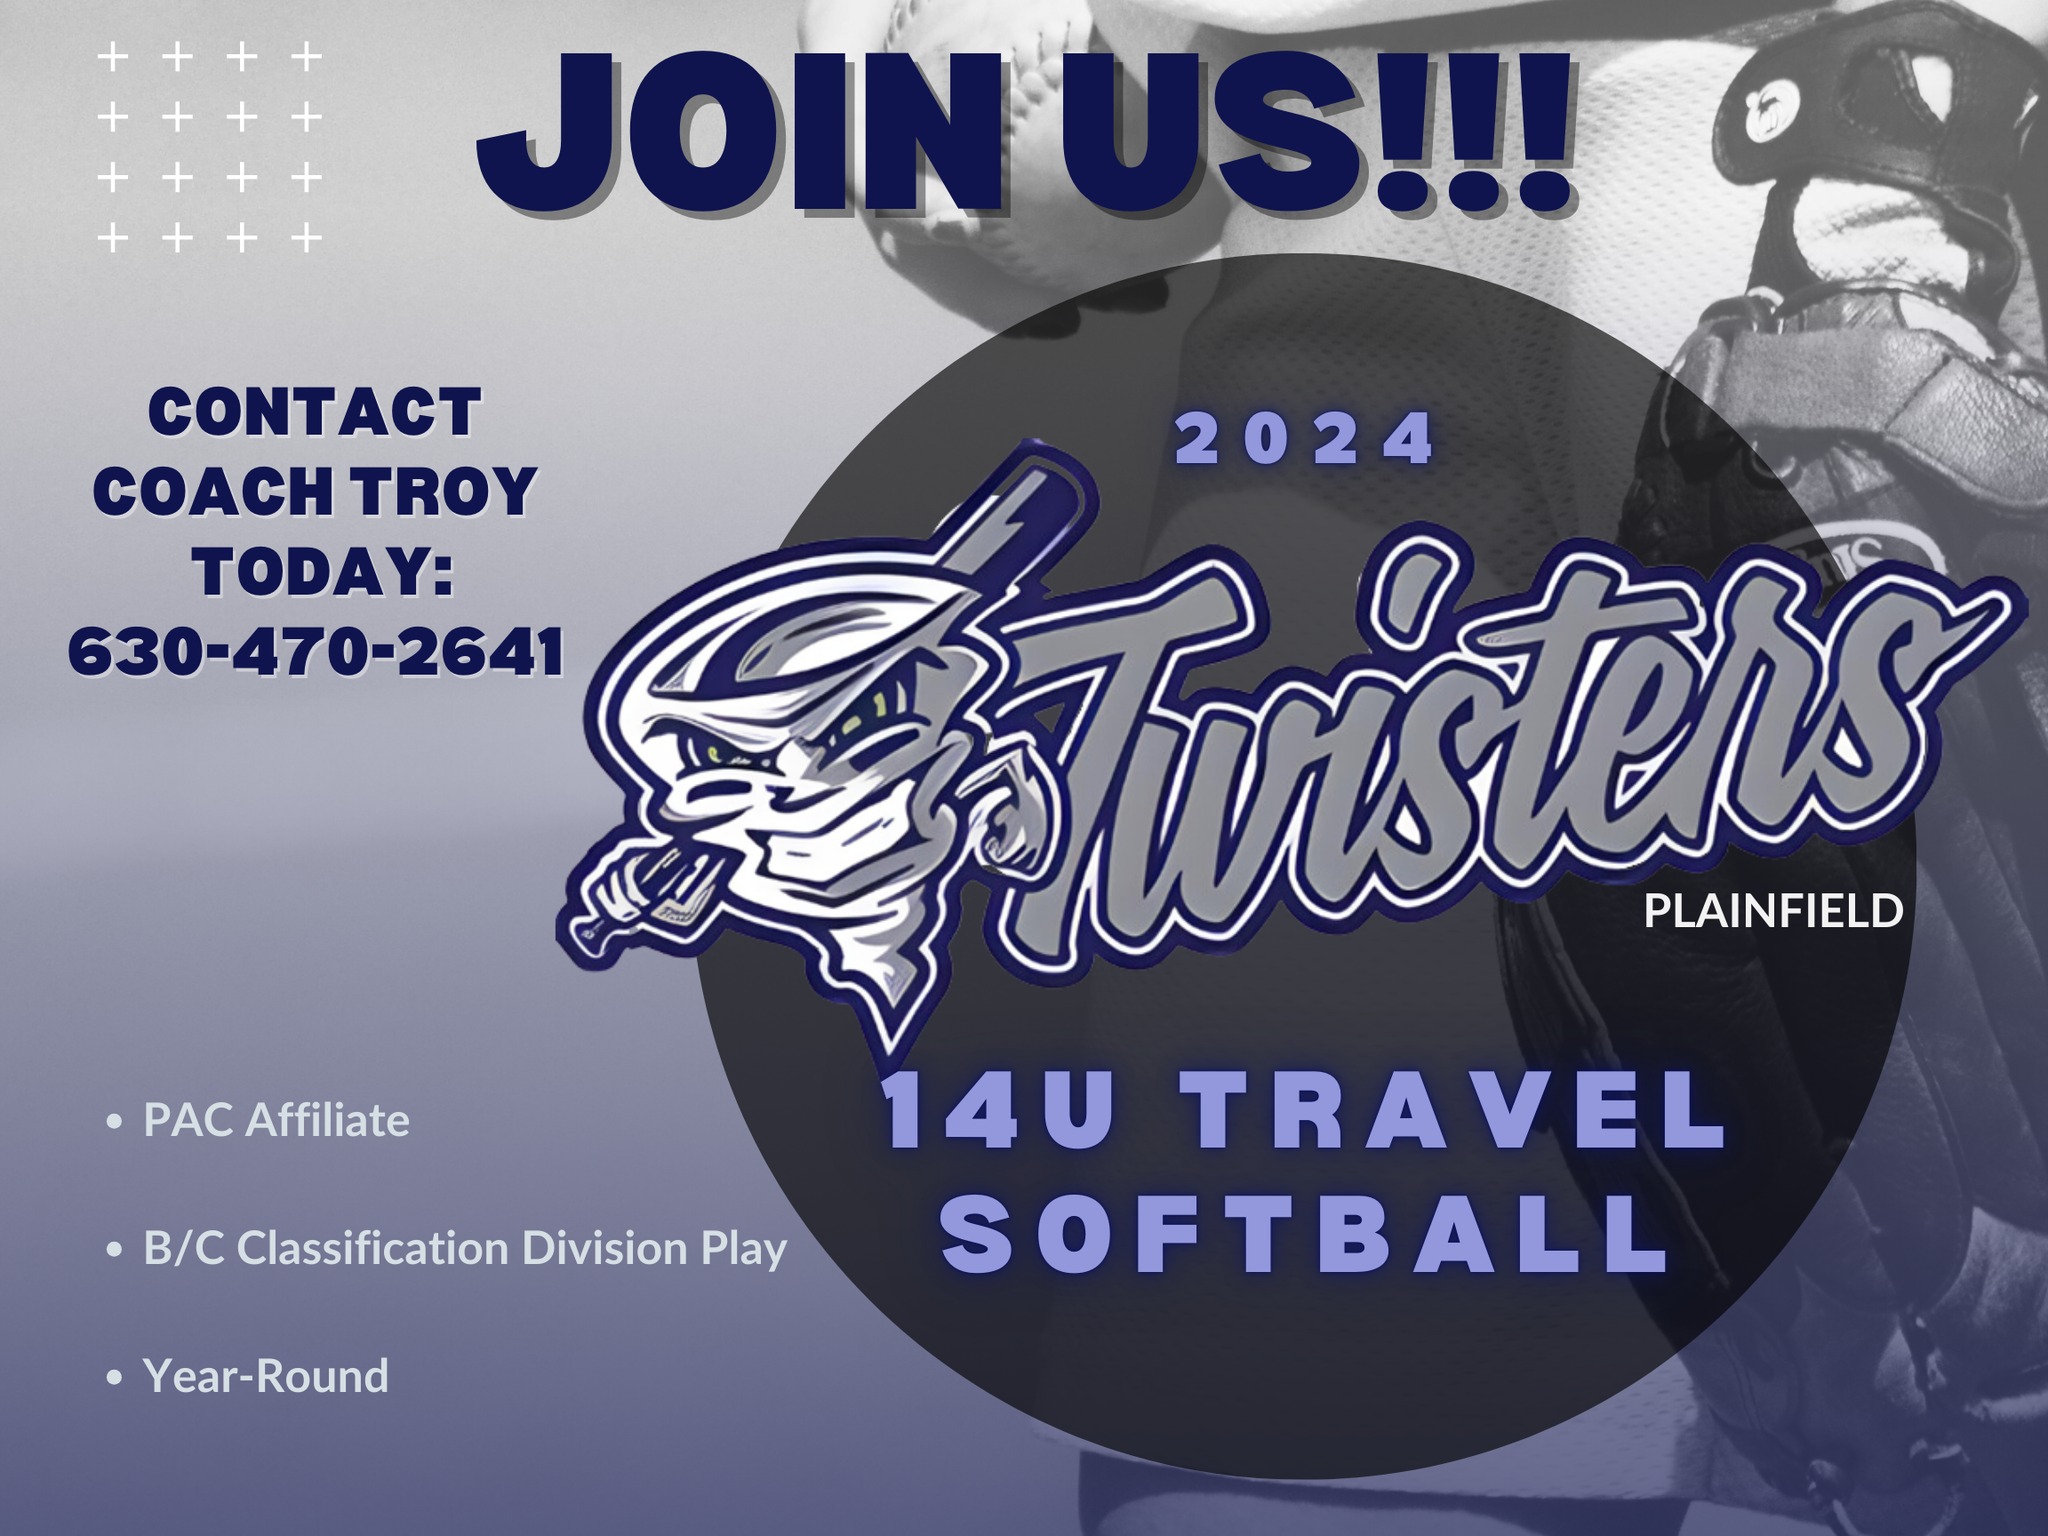 JOIN US!!!
CONTACT
COACH TROY
TODAY:
630-470-2641
2024
Twisters
PLAINFIELD
14U TRAVEL
SOFTBALL
• PAC Affiliate
• B/C Classification Division Play
• Year-Round